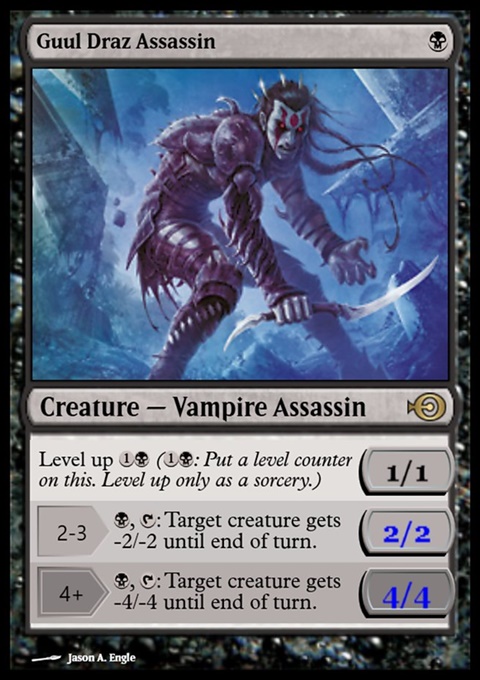 Guul Draz Assassin
Creature — Vampire Assassin
Level up 1 (1: Put a level counter
on this. Level up only as a sorcery.)
1/1
2-3
, : Target creature gets
-2/-2 until end of turn.
2/2
4+
, : Target creature gets
-4/-4 until end of turn.
4/4
Jason A. Engle